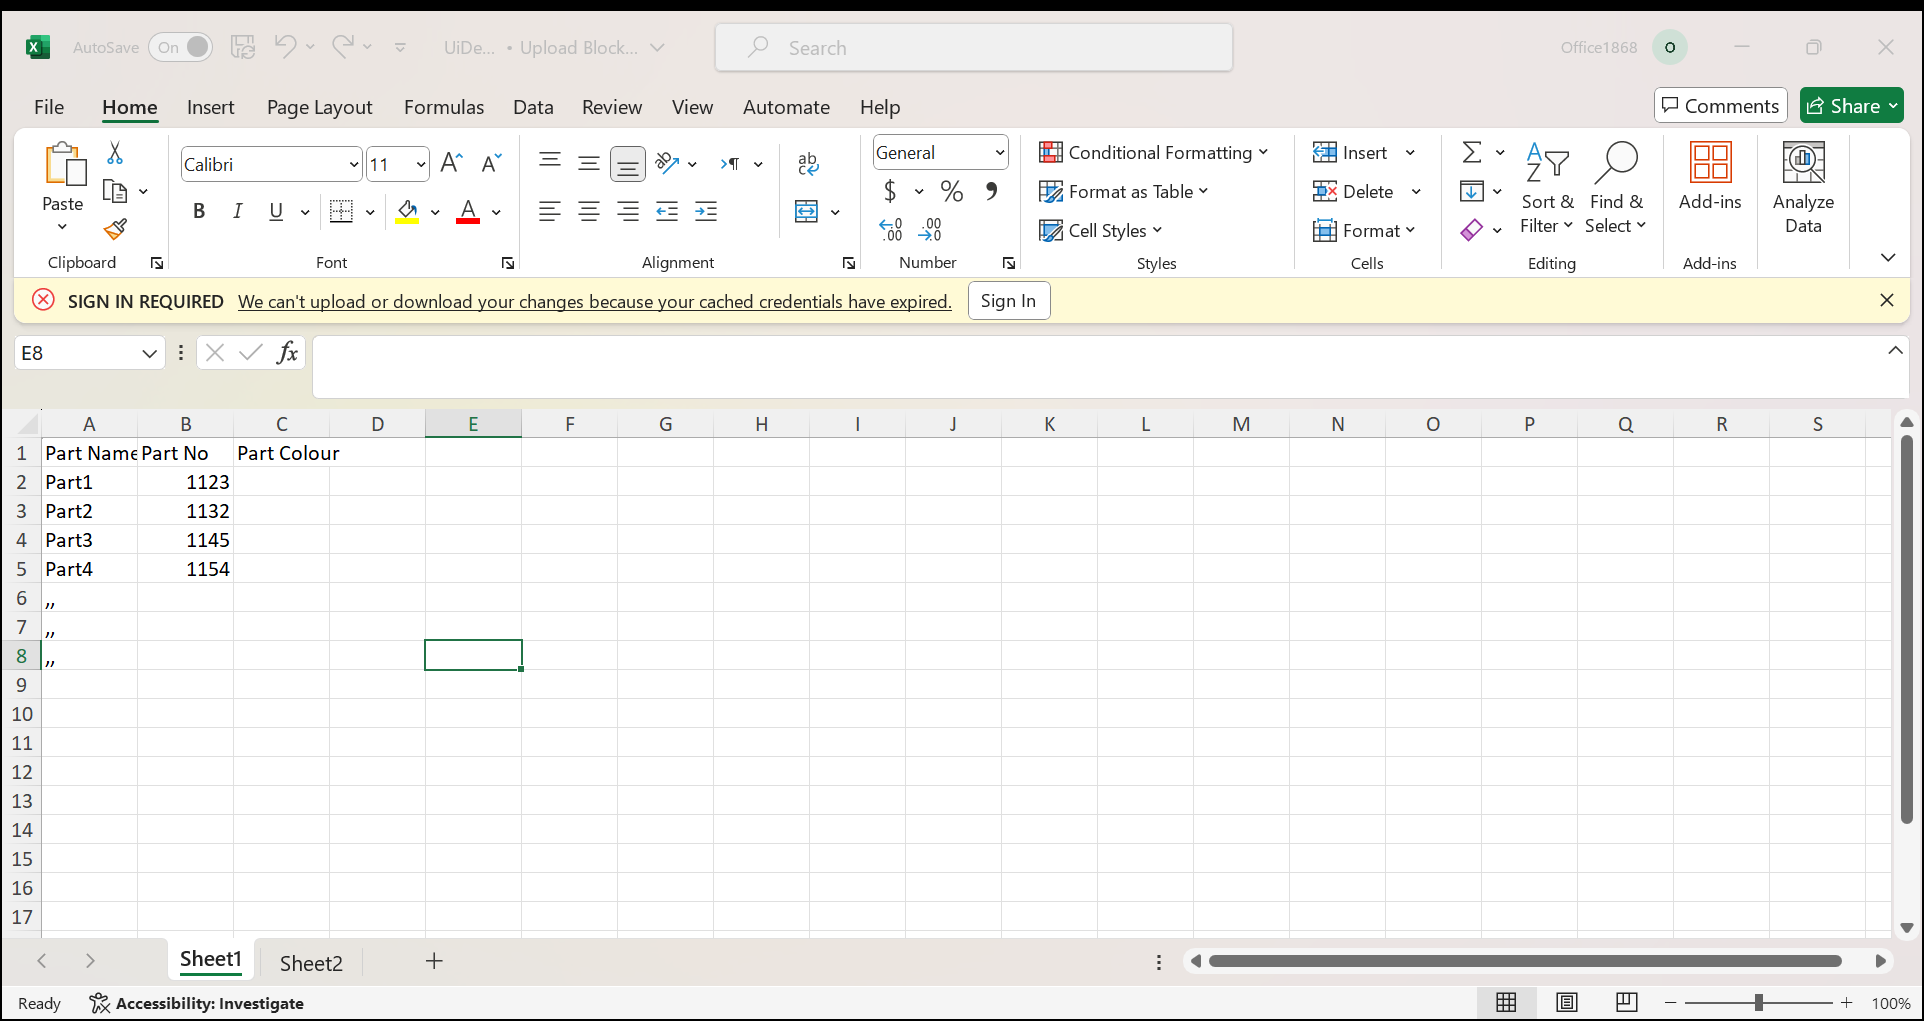 AutoSave On UiDe... • Upload Block... Search Office1868 O
File Home Insert Page Layout Formulas Data Review View Automate Help Comments Share
Paste
Clipboard
Calibri 11
B I U A
Font
ab
Alignment
General
$ % 9
Number
Conditional Formatting
Format as Table
Cell Styles
Styles
Insert
Delete
Format
Cells
Sort & Filter
Find & Select
Editing
Add-ins
Add-ins
Analyze Data
SIGN IN REQUIRED We can't upload or download your changes because your cached credentials have expired. Sign In
E8 fx
A B C D E F G H I J K L M N O P Q R S
1 Part Name Part No Part Colour
2 Part1 1123
3 Part2 1132
4 Part3 1145
5 Part4 1154
6 ,,
7 ,,
8 ,,
9
10
11
12
13
14
15
16
17
Sheet1 Sheet2
Ready Accessibility: Investigate 100%